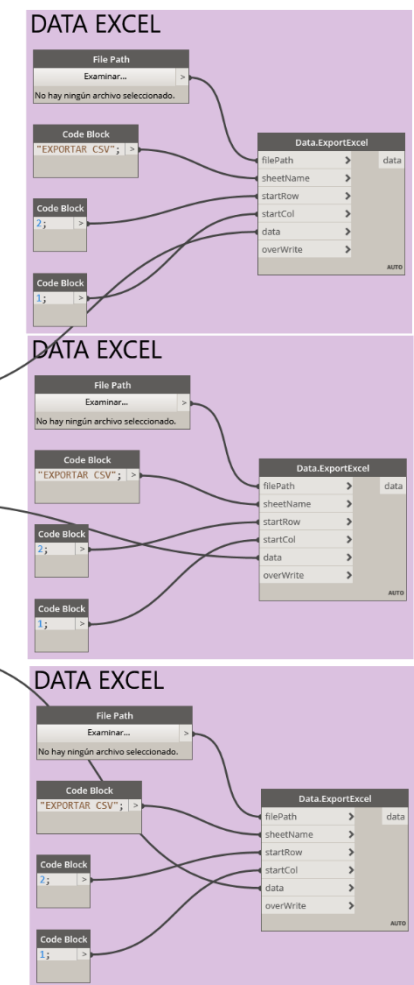 DATA EXCEL
File Path
Examinar...
>
No hay ningún archivo seleccionado.
Code Block
"EXPORTAR CSV"; >
Code Block
2; >
Code Block
1; >
Data.ExportExcel
filePath > data
sheetName >
startRow >
startCol >
data >
overWrite >
AUTO
DATA EXCEL
File Path
Examinar...
>
No hay ningún archivo seleccionado.
Code Block
"EXPORTAR CSV"; >
Code Block
2; >
Code Block
1; >
Data.ExportExcel
filePath > data
sheetName >
startRow >
startCol >
data >
overWrite >
AUTO
DATA EXCEL
File Path
Examinar...
>
No hay ningún archivo seleccionado.
Code Block
"EXPORTAR CSV"; >
Code Block
2; >
Code Block
1; >
Data.ExportExcel
filePath > data
sheetName >
startRow >
startCol >
data >
overWrite >
AUTO